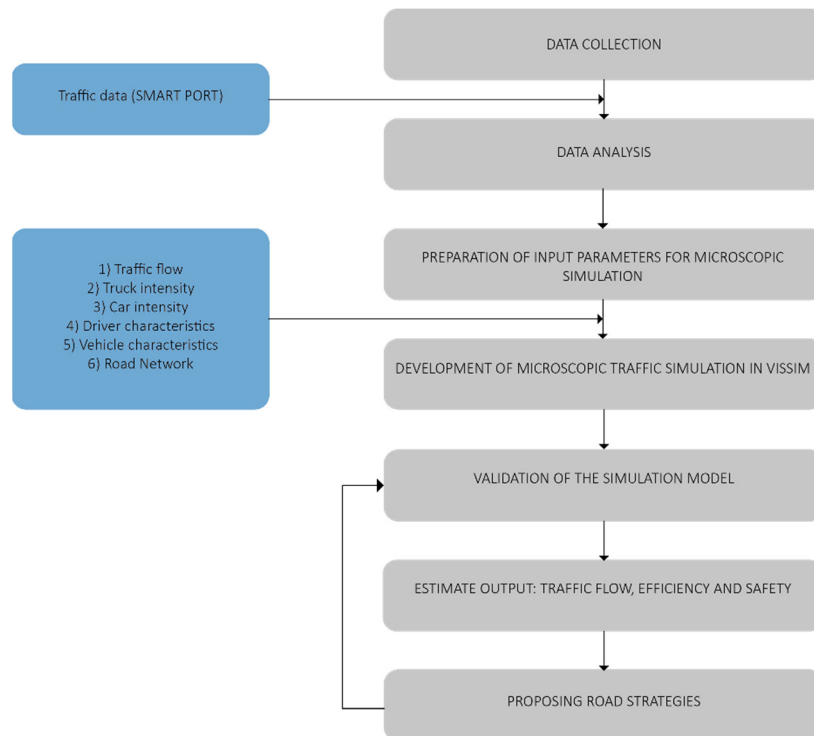 DATA COLLECTION
Traffic data (SMART PORT)
DATA ANALYSIS
PREPARATION OF INPUT PARAMETERS FOR MICROSCOPIC
SIMULATION
1) Traffic flow
2) Truck intensity
3) Car intensity
4) Driver characteristics
5) Vehicle characteristics
6) Road Network
DEVELOPMENT OF MICROSCOPIC TRAFFIC SIMULATION IN VISSIM
VALIDATION OF THE SIMULATION MODEL
ESTIMATE OUTPUT: TRAFFIC FLOW, EFFICIENCY AND SAFETY
PROPOSING ROAD STRATEGIES